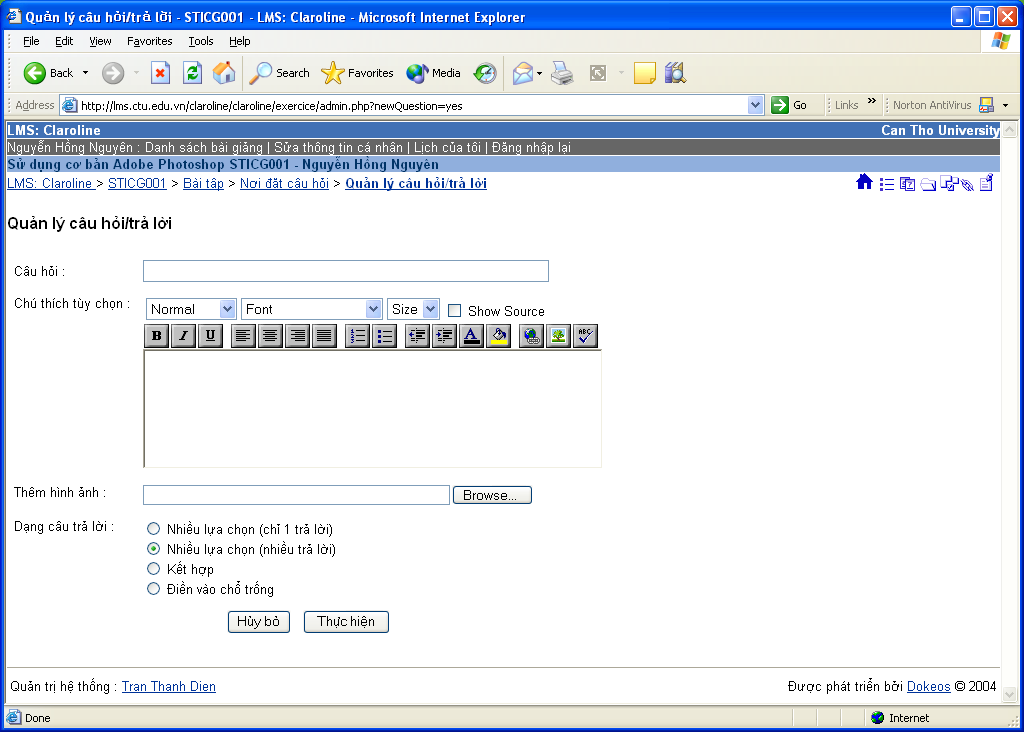 Quản lý câu hỏi/trả lời - STICG001 - LMS: Claroline - Microsoft Internet Explorer
File Edit View Favorites Tools Help
Back Search Favorites Media
Address http://lms.ctu.edu.vn/claroline/claroline/exercice/admin.php?newQuestion=yes Go Links » Norton AntiVirus
LMS: Claroline Can Tho University
Nguyễn Hồng Nguyên : Danh sách bài giảng | Sửa thông tin cá nhân | Lịch của tôi | Đăng nhập lại
Sử dụng cơ bản Adobe Photoshop STICG001 - Nguyễn Hồng Nguyên
LMS: Claroline > STICG001 > Bài tập > Nơi đặt câu hỏi > Quản lý câu hỏi/trả lời
Quản lý câu hỏi/trả lời
Câu hỏi :
Chú thích tùy chọn : Normal Font Size Show Source
B I U A ABC
Thêm hình ảnh : Browse...
Dạng câu trả lời : Nhiều lựa chọn (chỉ 1 trả lời)
Nhiều lựa chọn (nhiều trả lời)
Kết hợp
Điền vào chổ trống
Hủy bỏ Thực hiện
Quản trị hệ thống : Tran Thanh Dien Được phát triển bởi Dokeos © 2004
Done Internet